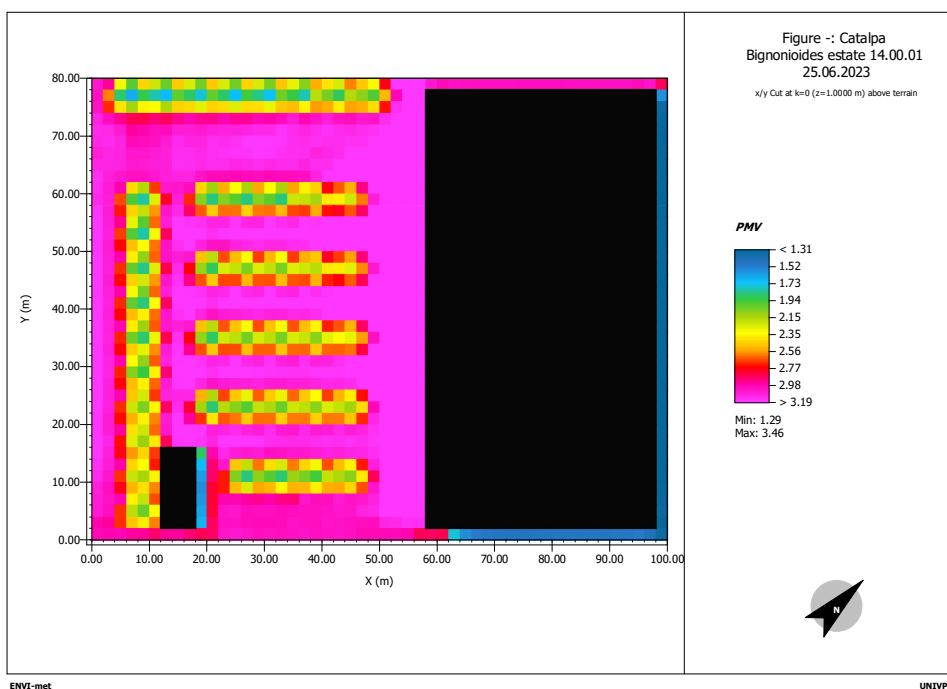 Figure -: Catalpa
Bignonioides estate 14.00.01
25.06.2023
x/y Cut at k=0 (z=1.0000 m) above terrain
80.00
70.00
60.00
50.00
40.00
30.00
20.00
10.00
0.00
Y (m)
0.00 10.00 20.00 30.00 40.00 50.00 60.00 70.00 80.00 90.00 100.00
X (m)
PMV
< 1.31
1.52
1.73
1.94
2.15
2.35
2.56
2.77
2.98
> 3.19
Min: 1.29
Max: 3.46
N
ENVI-met
UNIVP